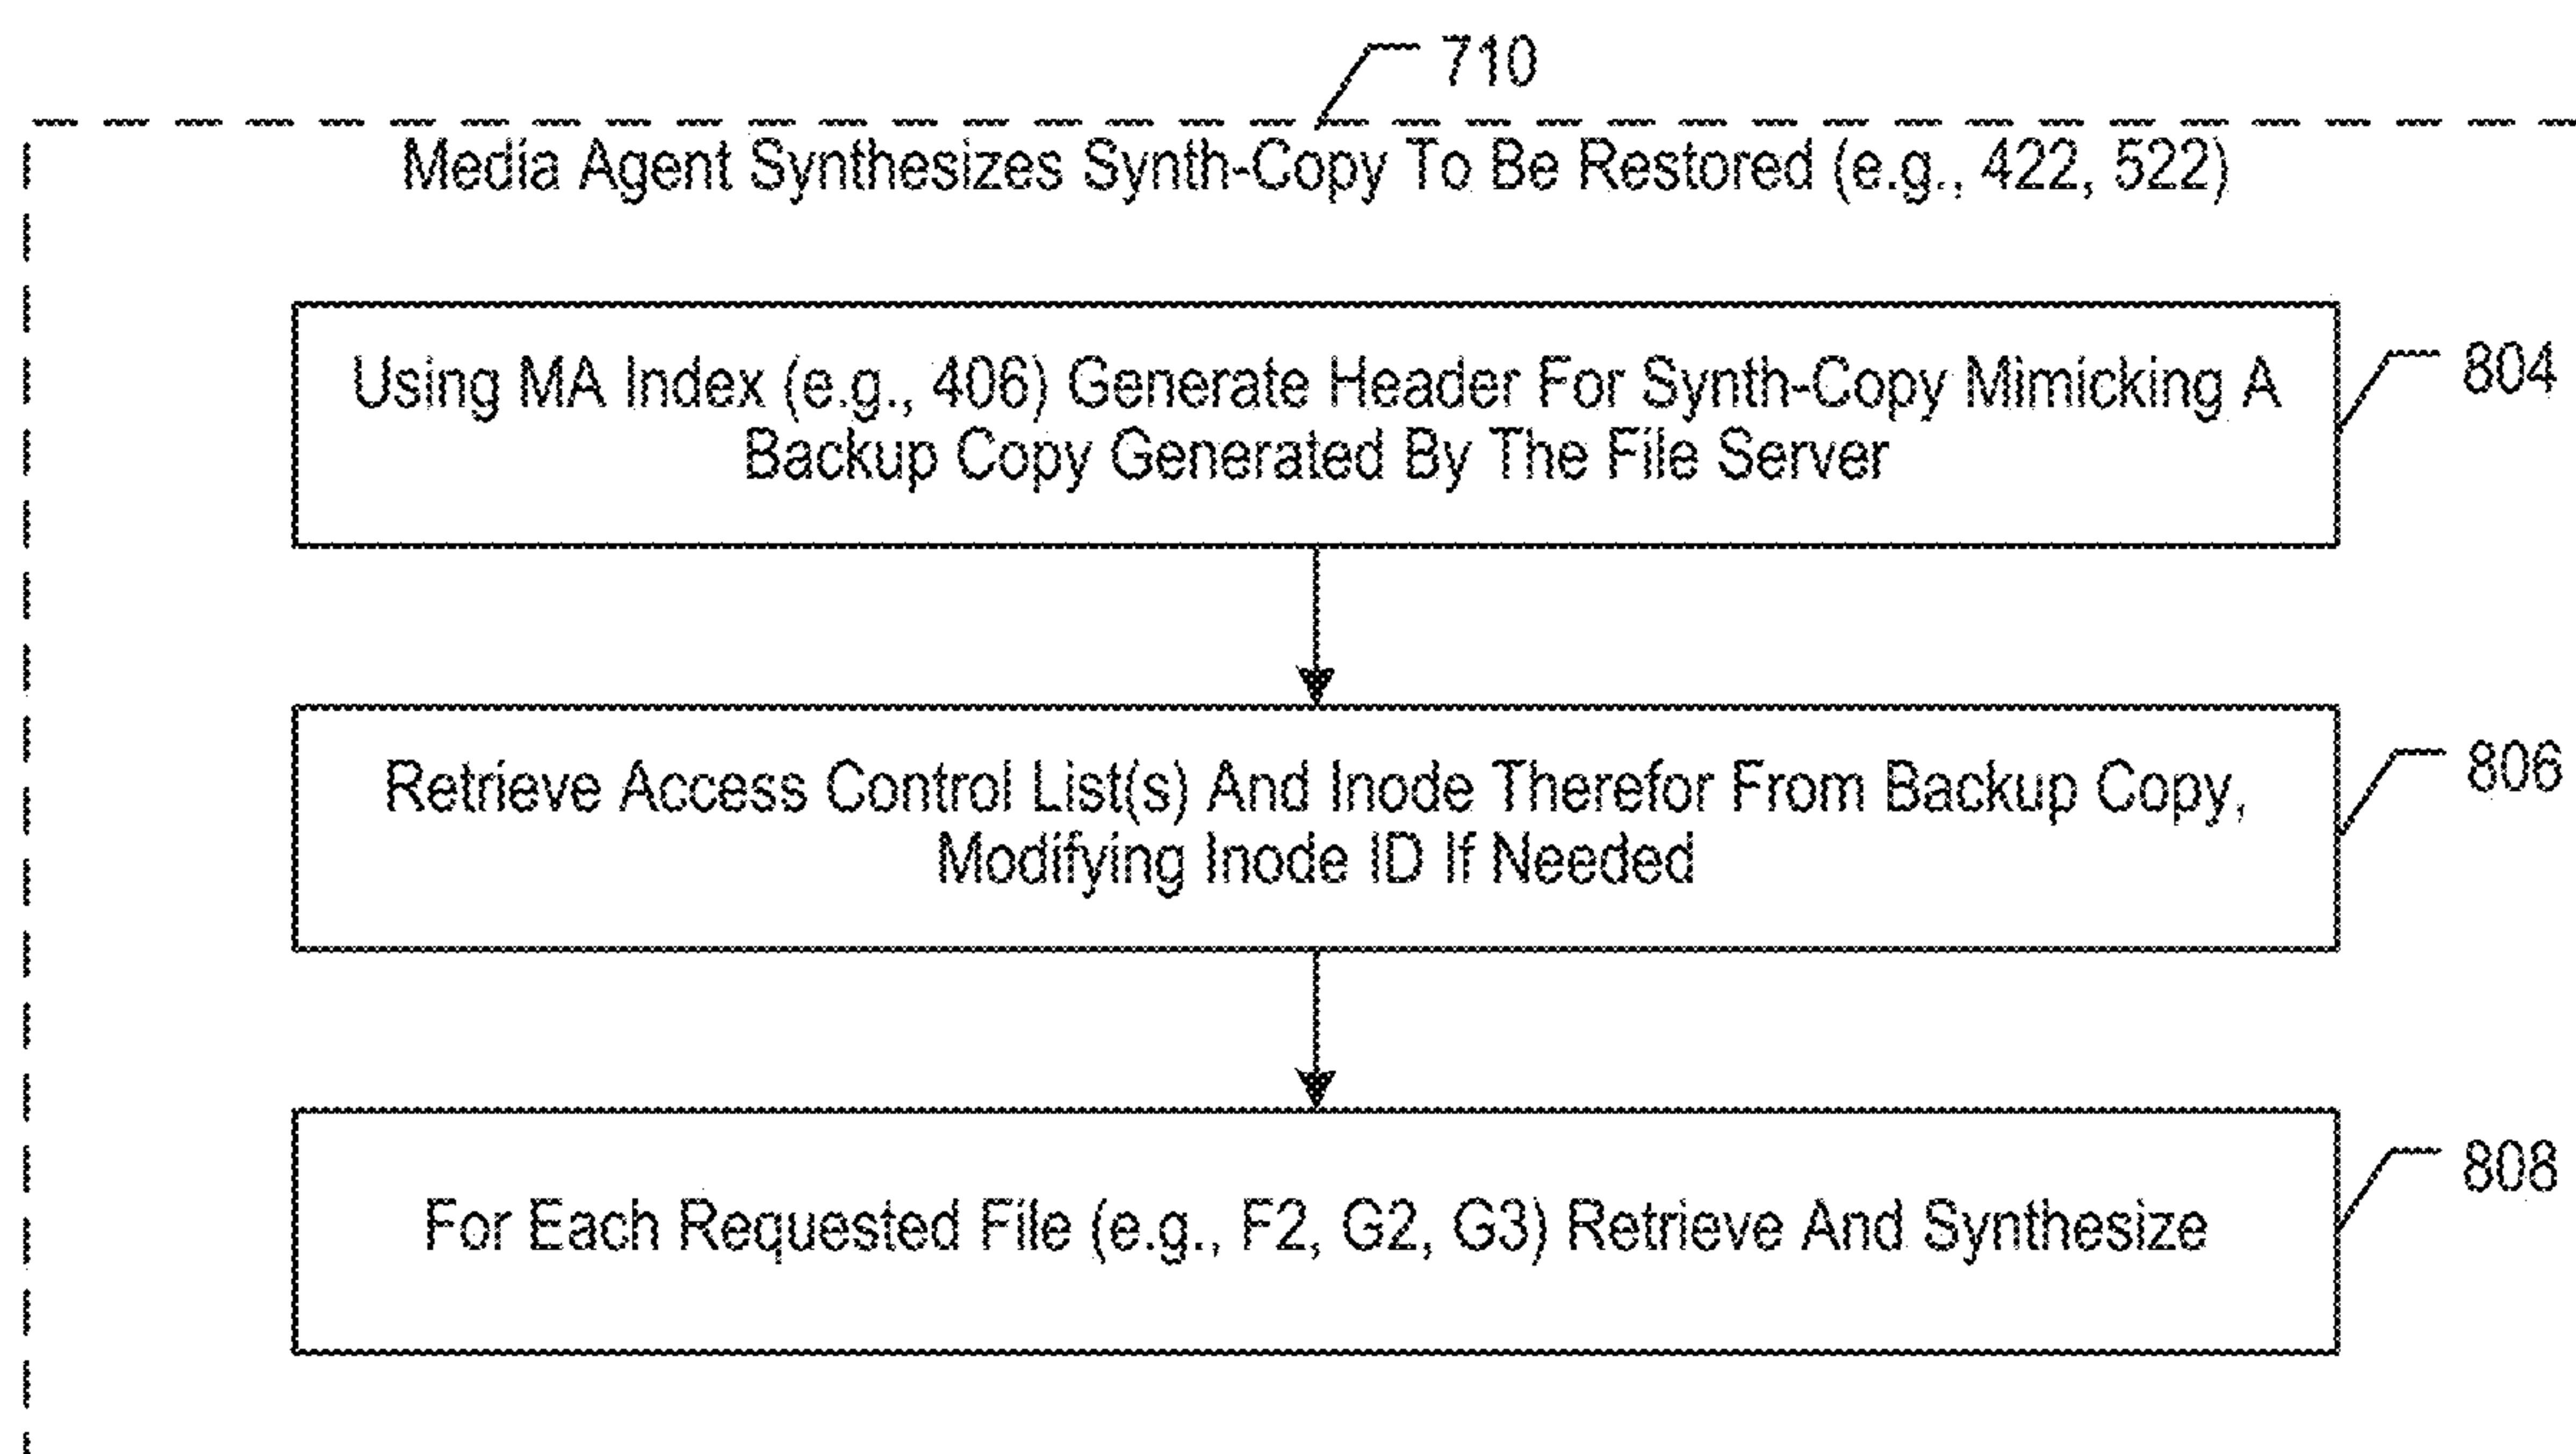 710
Media Agent Synthesizes Synth-Copy To Be Restored (e.g., 422, 522)
Using MA Index (e.g., 406) Generate Header For Synth-Copy Mimicking A
Backup Copy Generated By The File Server
804
Retrieve Access Control List(s) And Inode Therefor From Backup Copy,
Modifying Inode ID If Needed
806
For Each Requested File (e.g., F2, G2, G3) Retrieve And Synthesize
808